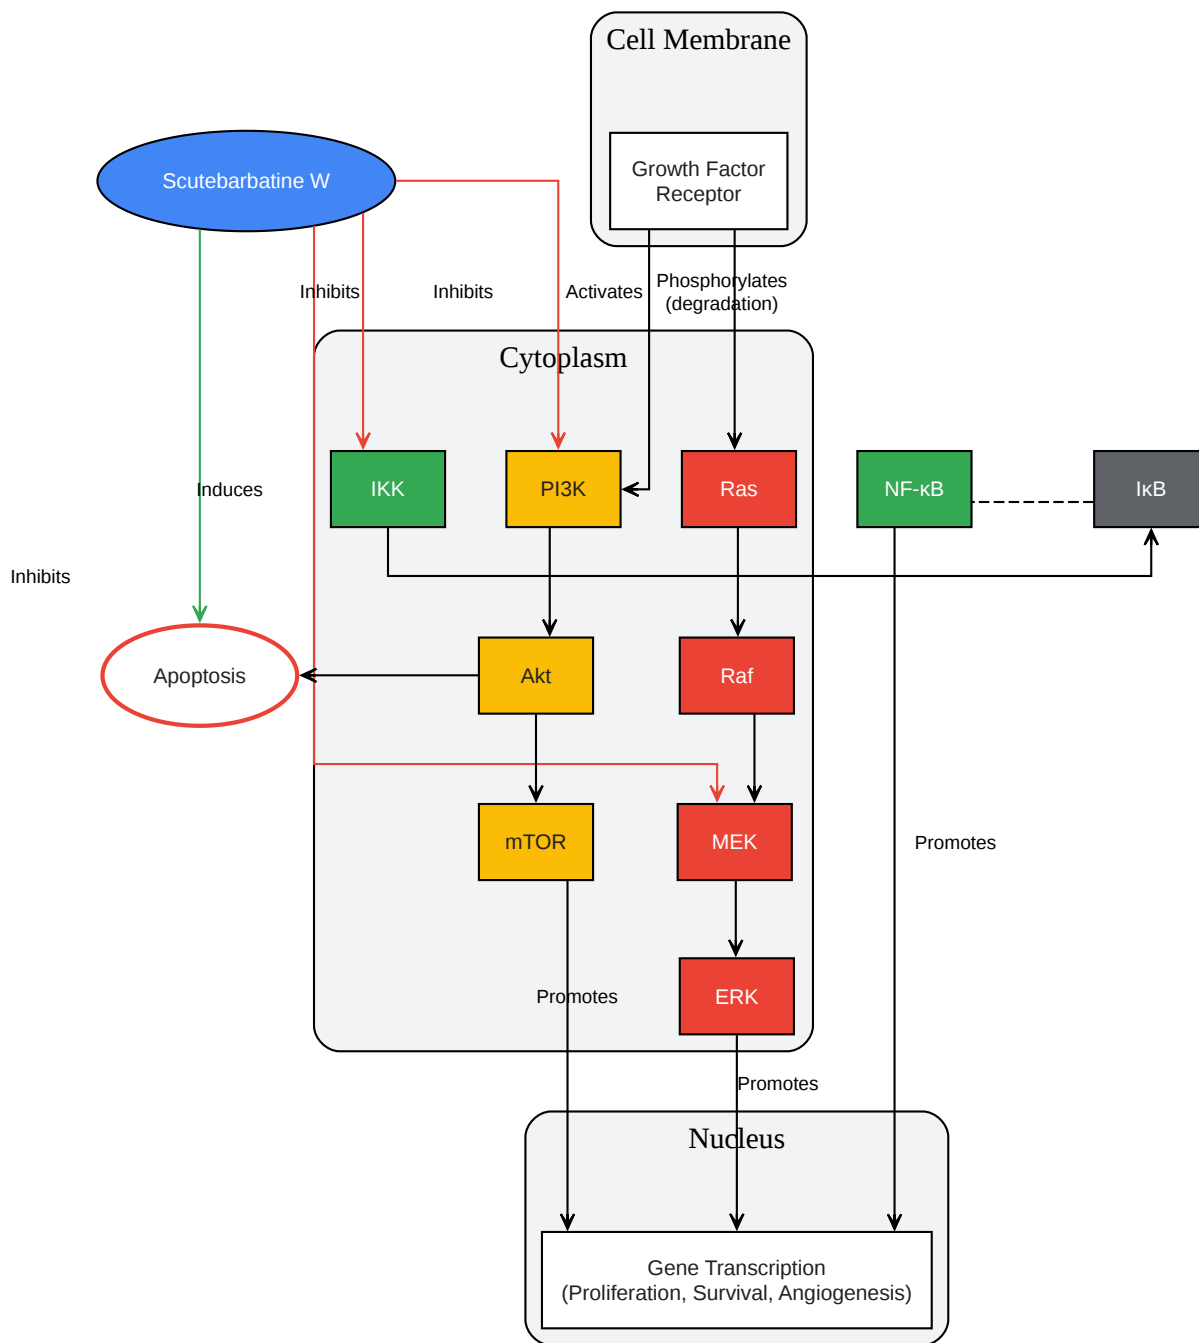 Cell Membrane
Growth Factor
Receptor
Scutebarbatine W
Inhibits
Inhibits
Activates
Phosphorylates
(degradation)
Cytoplasm
IKK
PI3K
Ras
NF-κB
IκB
Induces
Inhibits
Apoptosis
Akt
Raf
mTOR
MEK
Promotes
Promotes
ERK
Promotes
Nucleus
Gene Transcription
(Proliferation, Survival, Angiogenesis)